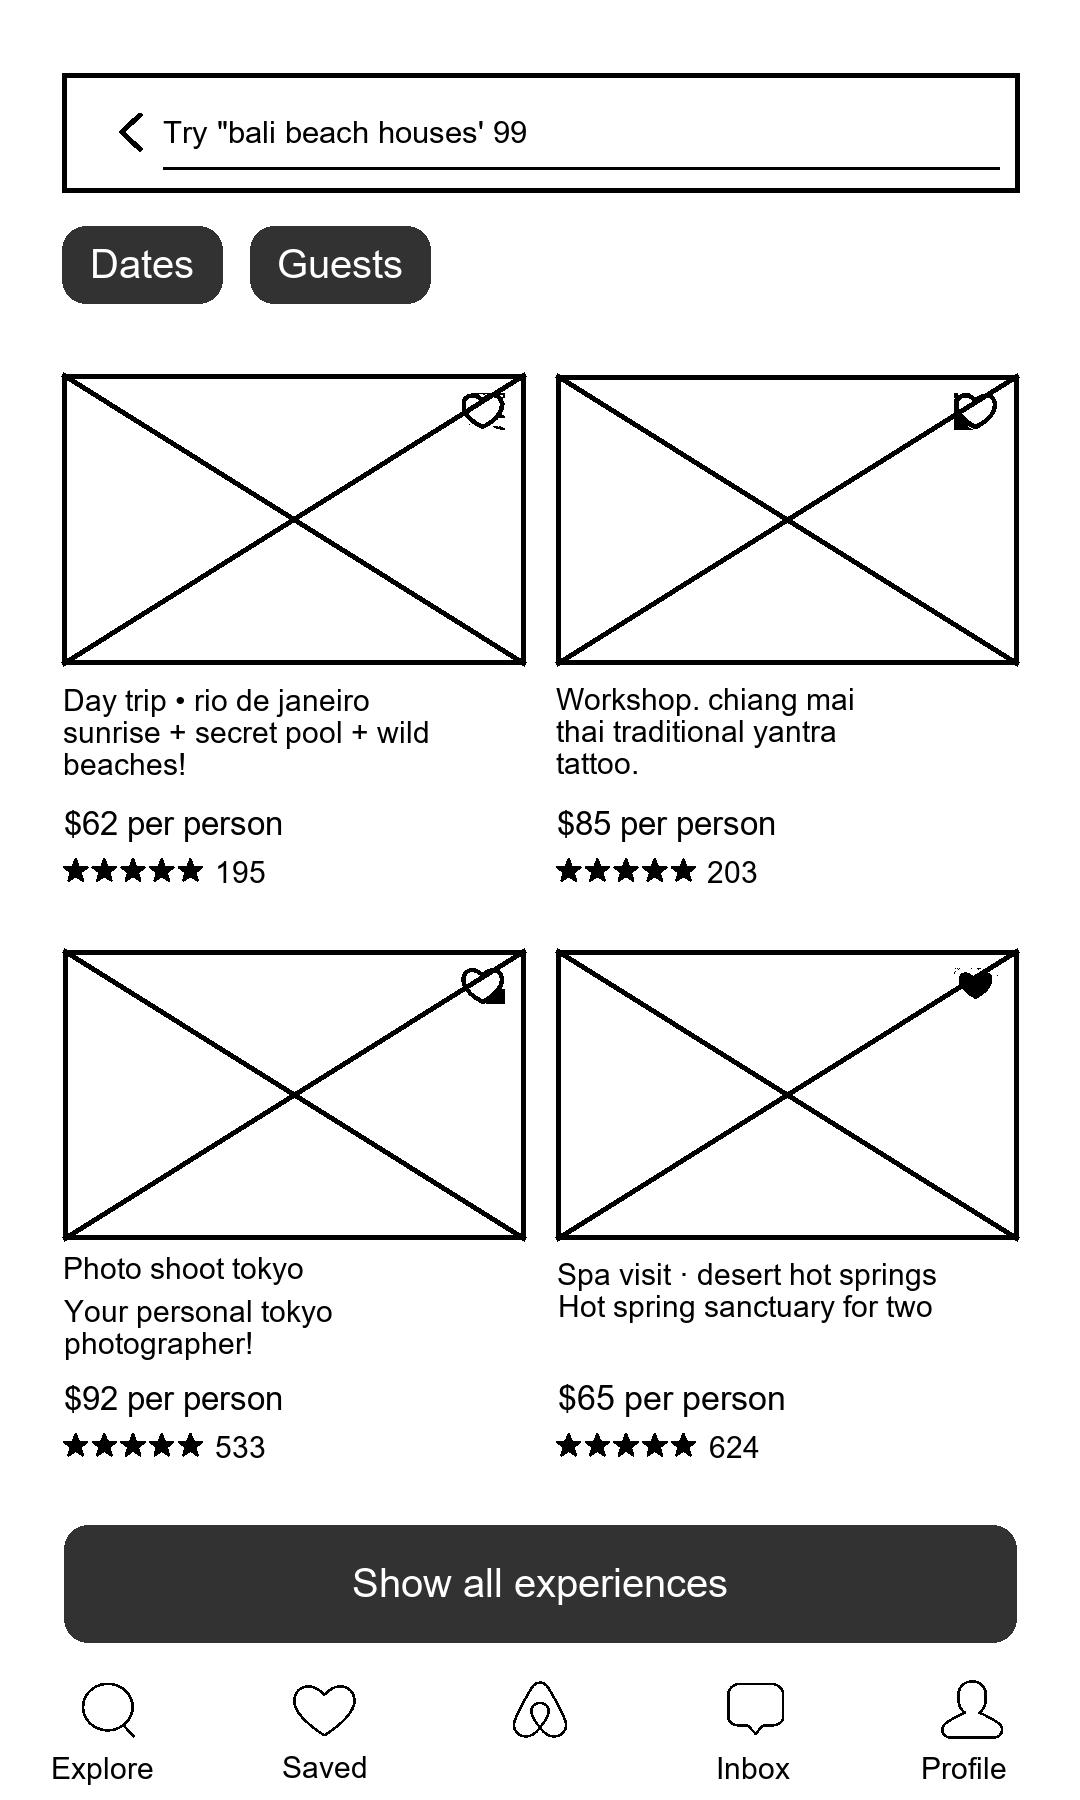 Try "bali beach houses' 99
Dates
Guests
Day trip • rio de janeiro
sunrise + secret pool + wild
beaches!
$62 per person
195
Workshop. chiang mai
thai traditional yantra
tattoo.
$85 per person
203
Photo shoot tokyo
Your personal tokyo
photographer!
$92 per person
533
Spa visit · desert hot springs
Hot spring sanctuary for two
$65 per person
624
Show all experiences
Explore
Saved
Inbox
Profile